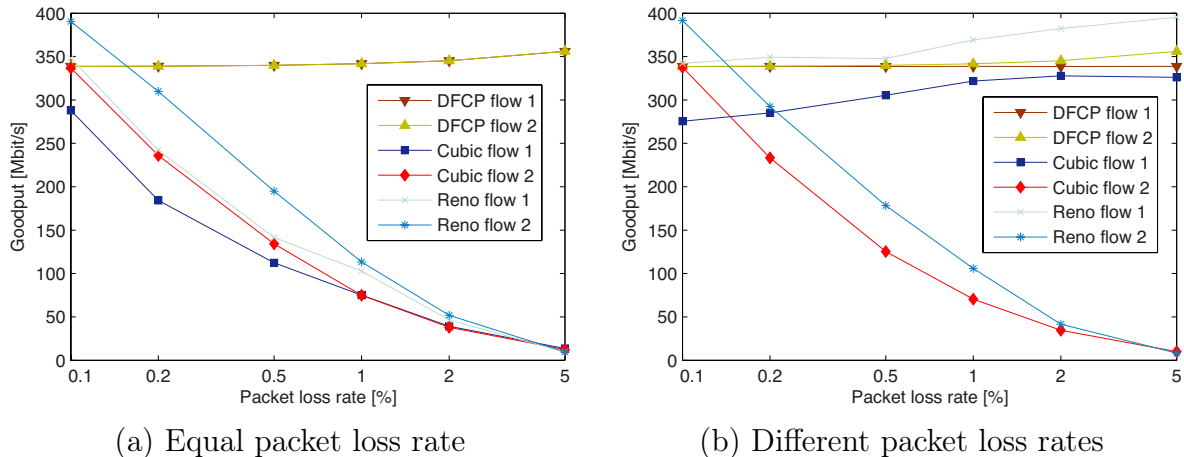 400
350
300
250
200
150
100
50
0
Goodput [Mbit/s]
DFCP flow 1
DFCP flow 2
Cubic flow 1
Cubic flow 2
Reno flow 1
Reno flow 2
0.1 0.2 0.5 1 2 5
Packet loss rate [%]
(a) Equal packet loss rate
400
350
300
250
200
150
100
50
0
Goodput [Mbit/s]
DFCP flow 1
DFCP flow 2
Cubic flow 1
Cubic flow 2
Reno flow 1
Reno flow 2
0.1 0.2 0.5 1 2 5
Packet loss rate [%]
(b) Different packet loss rates